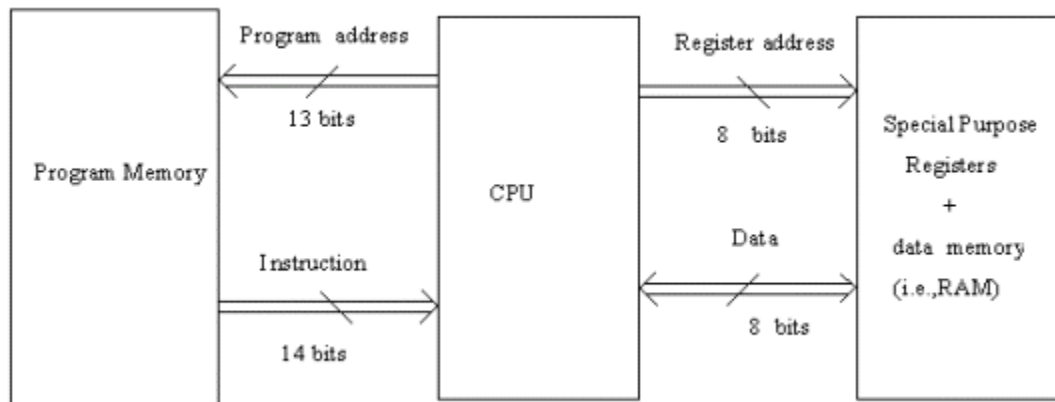 Program address
13 bits
Program Memory
Instruction
14 bits
CPU
Register address
8 bits
Data
8 bits
Special Purpose
Registers
+
data memory
(i.e.,RAM)